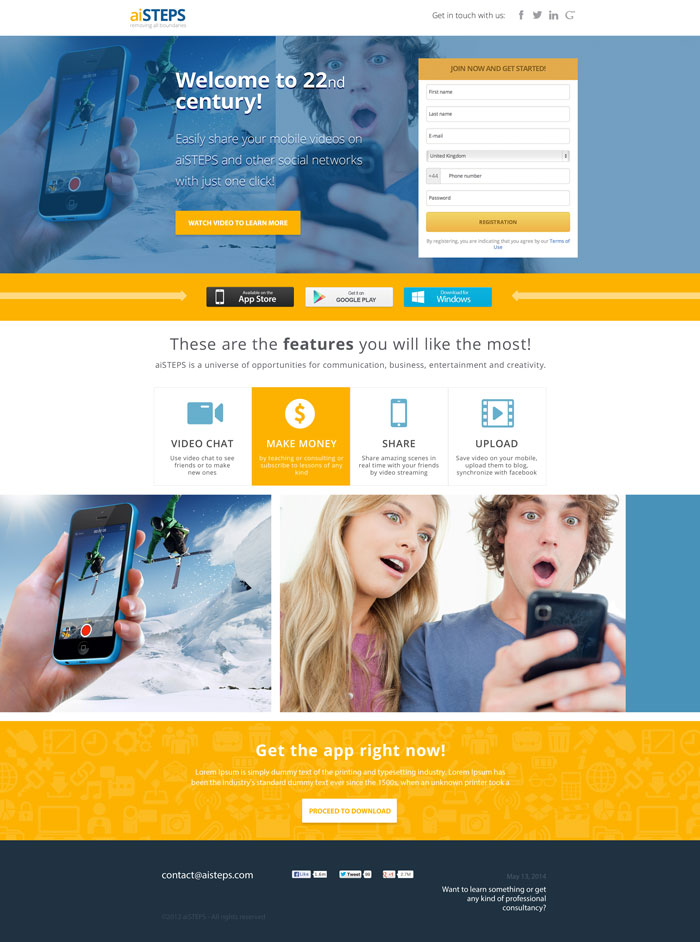 aiSTEPS
removing all boundaries
Get in touch with us:
Welcome to 22nd
century!
Easily share your mobile videos on
aiSTEPS and other social networks
with just one click!
WATCH VIDEO TO LEARN MORE
JOIN NOW AND GET STARTED!
First name
Last name
E-mail
United Kingdom
+44 Phone number
Password
REGISTRATION
By registering, you are indicating that you agree by our Terms of
Use
Available on the
App Store
Get it on
GOOGLE PLAY
Download for
Windows
These are the features you will like the most!
aiSTEPS is a universe of opportunities for communication, business, entertainment and creativity.
VIDEO CHAT
Use video chat to see
friends or to make
new ones
MAKE MONEY
by teaching or consulting or
subscribe to lessons of any
kind
SHARE
Share amazing scenes in
real time with your friends
by video streaming
UPLOAD
Save video on your mobile,
upload them to blog,
synchronize with facebook
Get the app right now!
Lorem Ipsum is simply dummy text of the printing and typesetting industry. Lorem Ipsum has
been the industry's standard dummy text ever since the 1500s, when an unknown printer took a
PROCEED TO DOWNLOAD
contact@aisteps.com
Like 1.6m
Tweet 98
+1 2.7M
May 13, 2014
Want to learn something or get
any kind of professional
consultancy?
©2012 aiSTEPS - All rights reserved